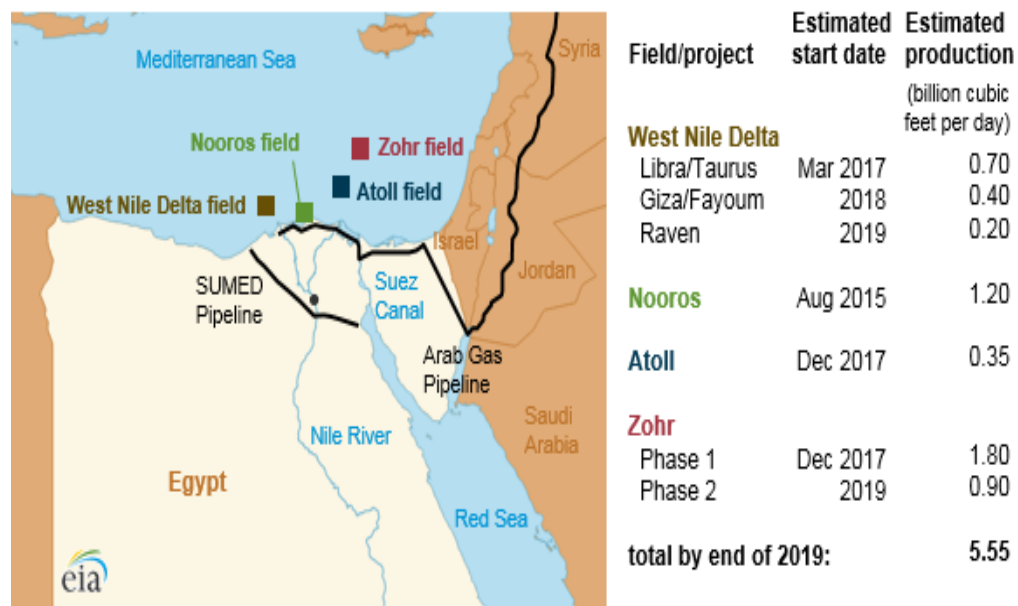 Mediterranean Sea
Syria
Nooros field
Zohr field
Atoll field
West Nile Delta field
Israel
SUMED
Pipeline
Suez
Canal
Jordan
Arab Gas
Pipeline
Nile River
Saudi
Arabia
Egypt
Red Sea
eia
Field/project Estimated start date Estimated production
(billion cubic
feet per day)
West Nile Delta
Libra/Taurus Mar 2017 0.70
Giza/Fayoum 2018 0.40
Raven 2019 0.20
Nooros Aug 2015 1.20
Atoll Dec 2017 0.35
Zohr
Phase 1 Dec 2017 1.80
Phase 2 2019 0.90
total by end of 2019: 5.55